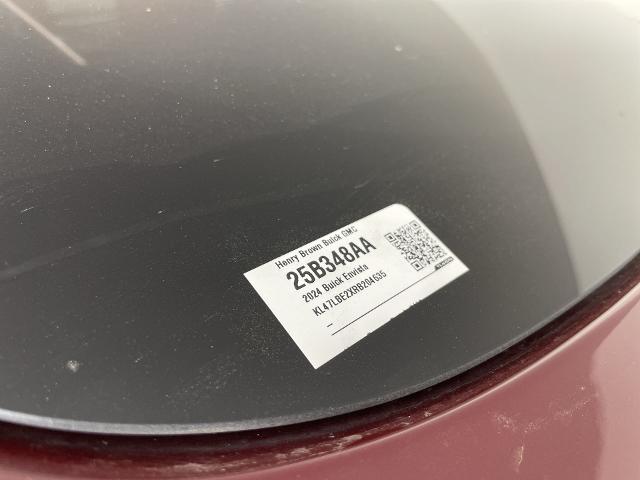 Henry Brown Buick GMC
25B348AA
2024 Buick Envista
KL47LBE2XRB204635